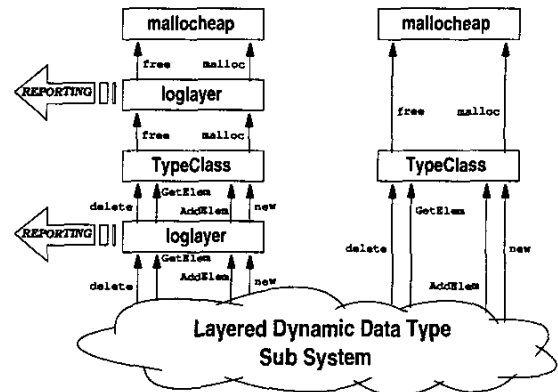 mallocheap
mallocheap
free malloc
REPORTING
loglayer
free malloc
free malloc
TypeClass
TypeClass
delete GetElem AddElem new
GetElem
REPORTING
loglayer
delete new
delete GetElem AddElem new
AddElem
Layered Dynamic Data Type
Sub System